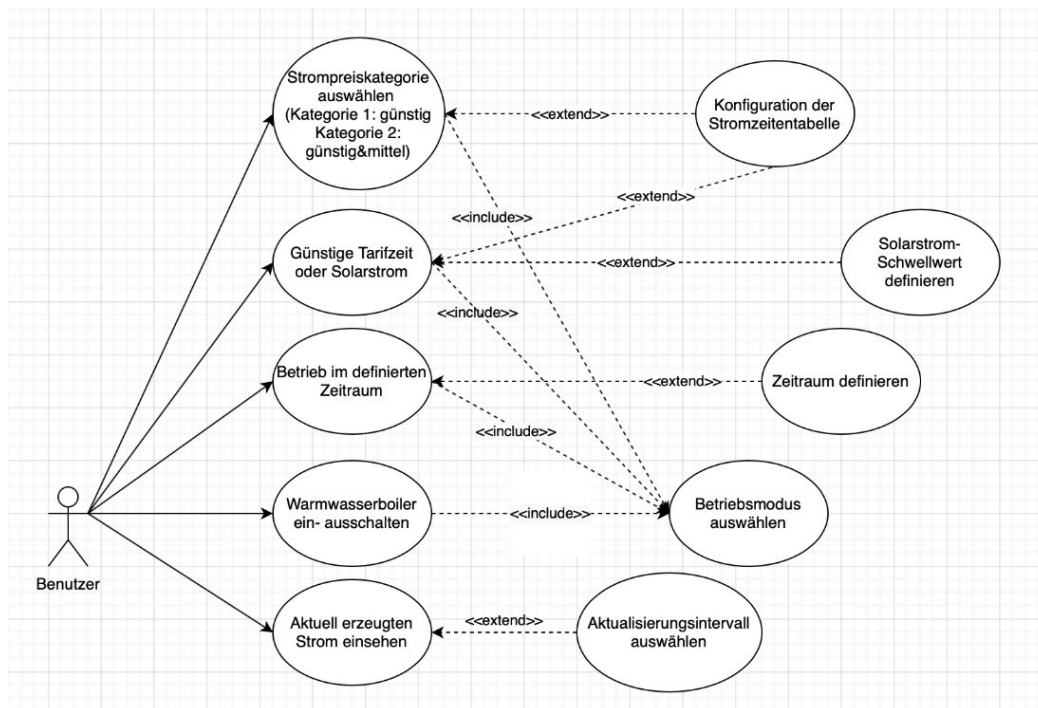 Strompreiskategorie
auswählen
(Kategorie 1: günstig
Kategorie 2:
günstig&mittel)
<<extend>>
Konfiguration der
Stromzeitentabelle
<<extend>>
<<include>>
Günstige Tarifzeit
oder Solarstrom
<<extend>>
Solarstrom-
Schwellwert
definieren
<<include>>
Betrieb im definierten
Zeitraum
<<extend>>
Zeitraum definieren
<<include>>
Warmwasserboiler
ein- ausschalten
<<include>>
Betriebsmodus
auswählen
Benutzer
Aktuell erzeugten
Strom einsehen
<<extend>>
Aktualisierungsintervall
auswählen